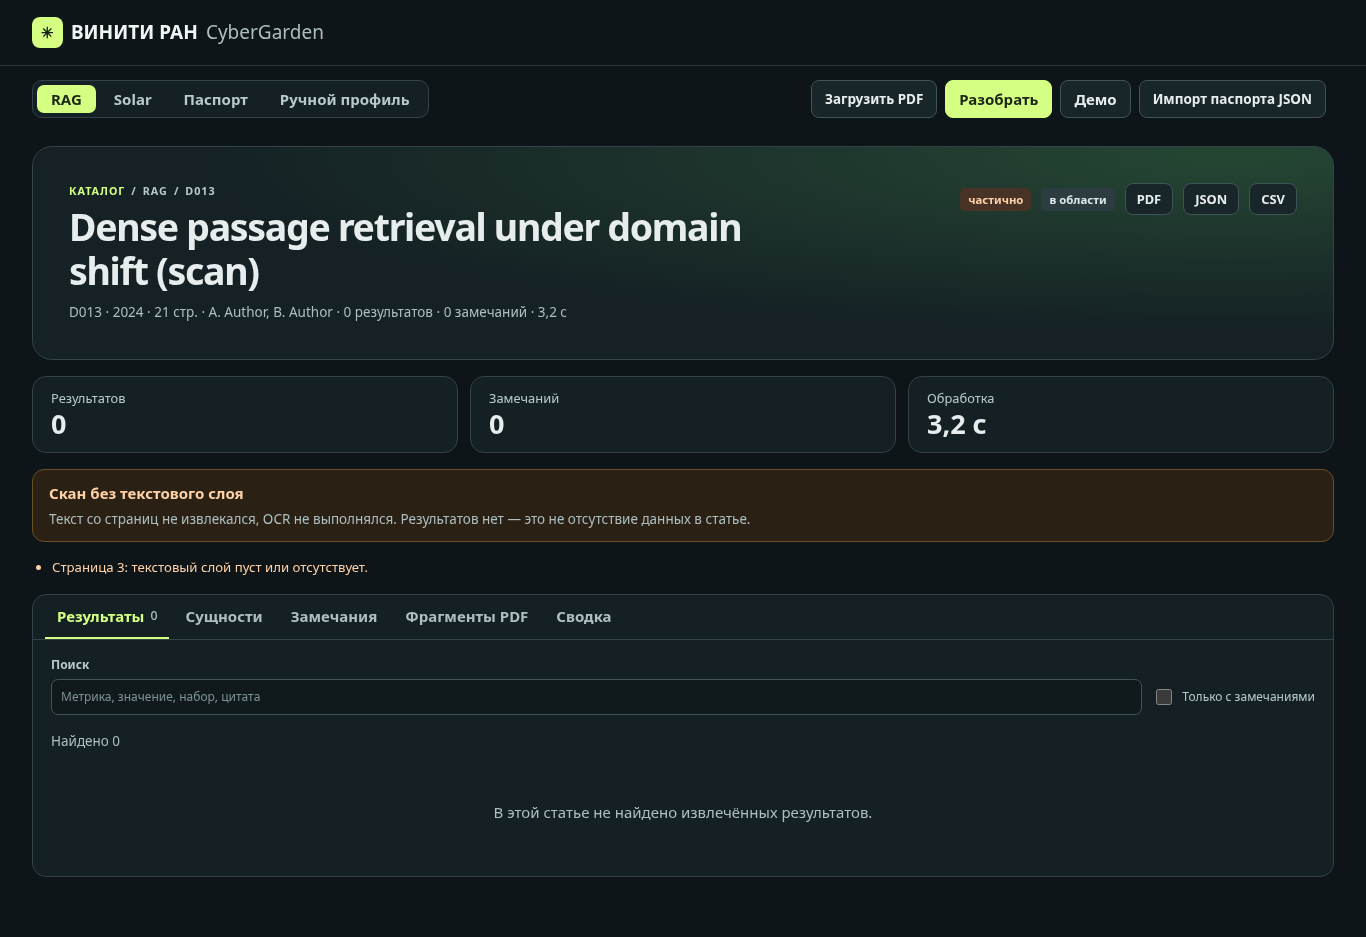 ВИНИТИ РАН CyberGarden
RAG Solar Паспорт Ручной профиль
Загрузить PDF Разобрать Демо Импорт паспорта JSON
КАТАЛОГ / RAG / D013
частично в области PDF JSON CSV
Dense passage retrieval under domain
shift (scan)
D013 · 2024 · 21 стр. · A. Author, B. Author · 0 результатов · 0 замечаний · 3,2 с
Результатов
0
Замечаний
0
Обработка
3,2 с
Скан без текстового слоя
Текст со страниц не извлекался, OCR не выполнялся. Результатов нет — это не отсутствие данных в статье.
• Страница 3: текстовый слой пуст или отсутствует.
Результаты 0 Сущности Замечания Фрагменты PDF Сводка
Поиск
Метрика, значение, набор, цитата
Только с замечаниями
Найдено 0
В этой статье не найдено извлечённых результатов.